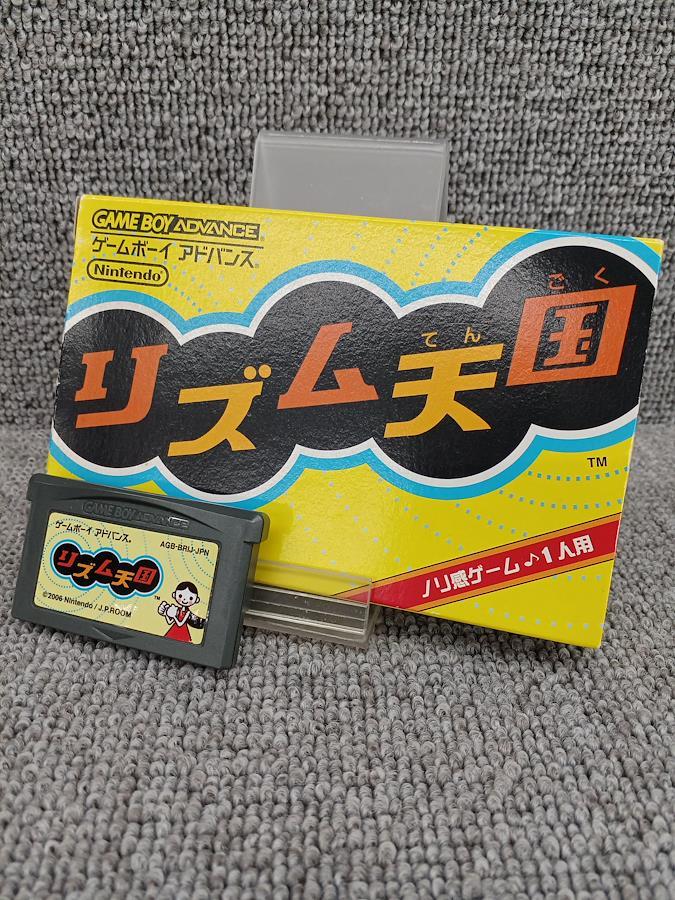 GAME BOY ADVANCE
ゲームボーイ アドバンス®
Nintendo®
リズム天国
てん
ごく
TM
ノリ感ゲーム♪1人用
GAME BOY ADVANCE
ゲームボーイ アドバンス®
AGB-BRIJ-JPN
リズム天国
TM
©2006 Nintendo / J.P.ROOM